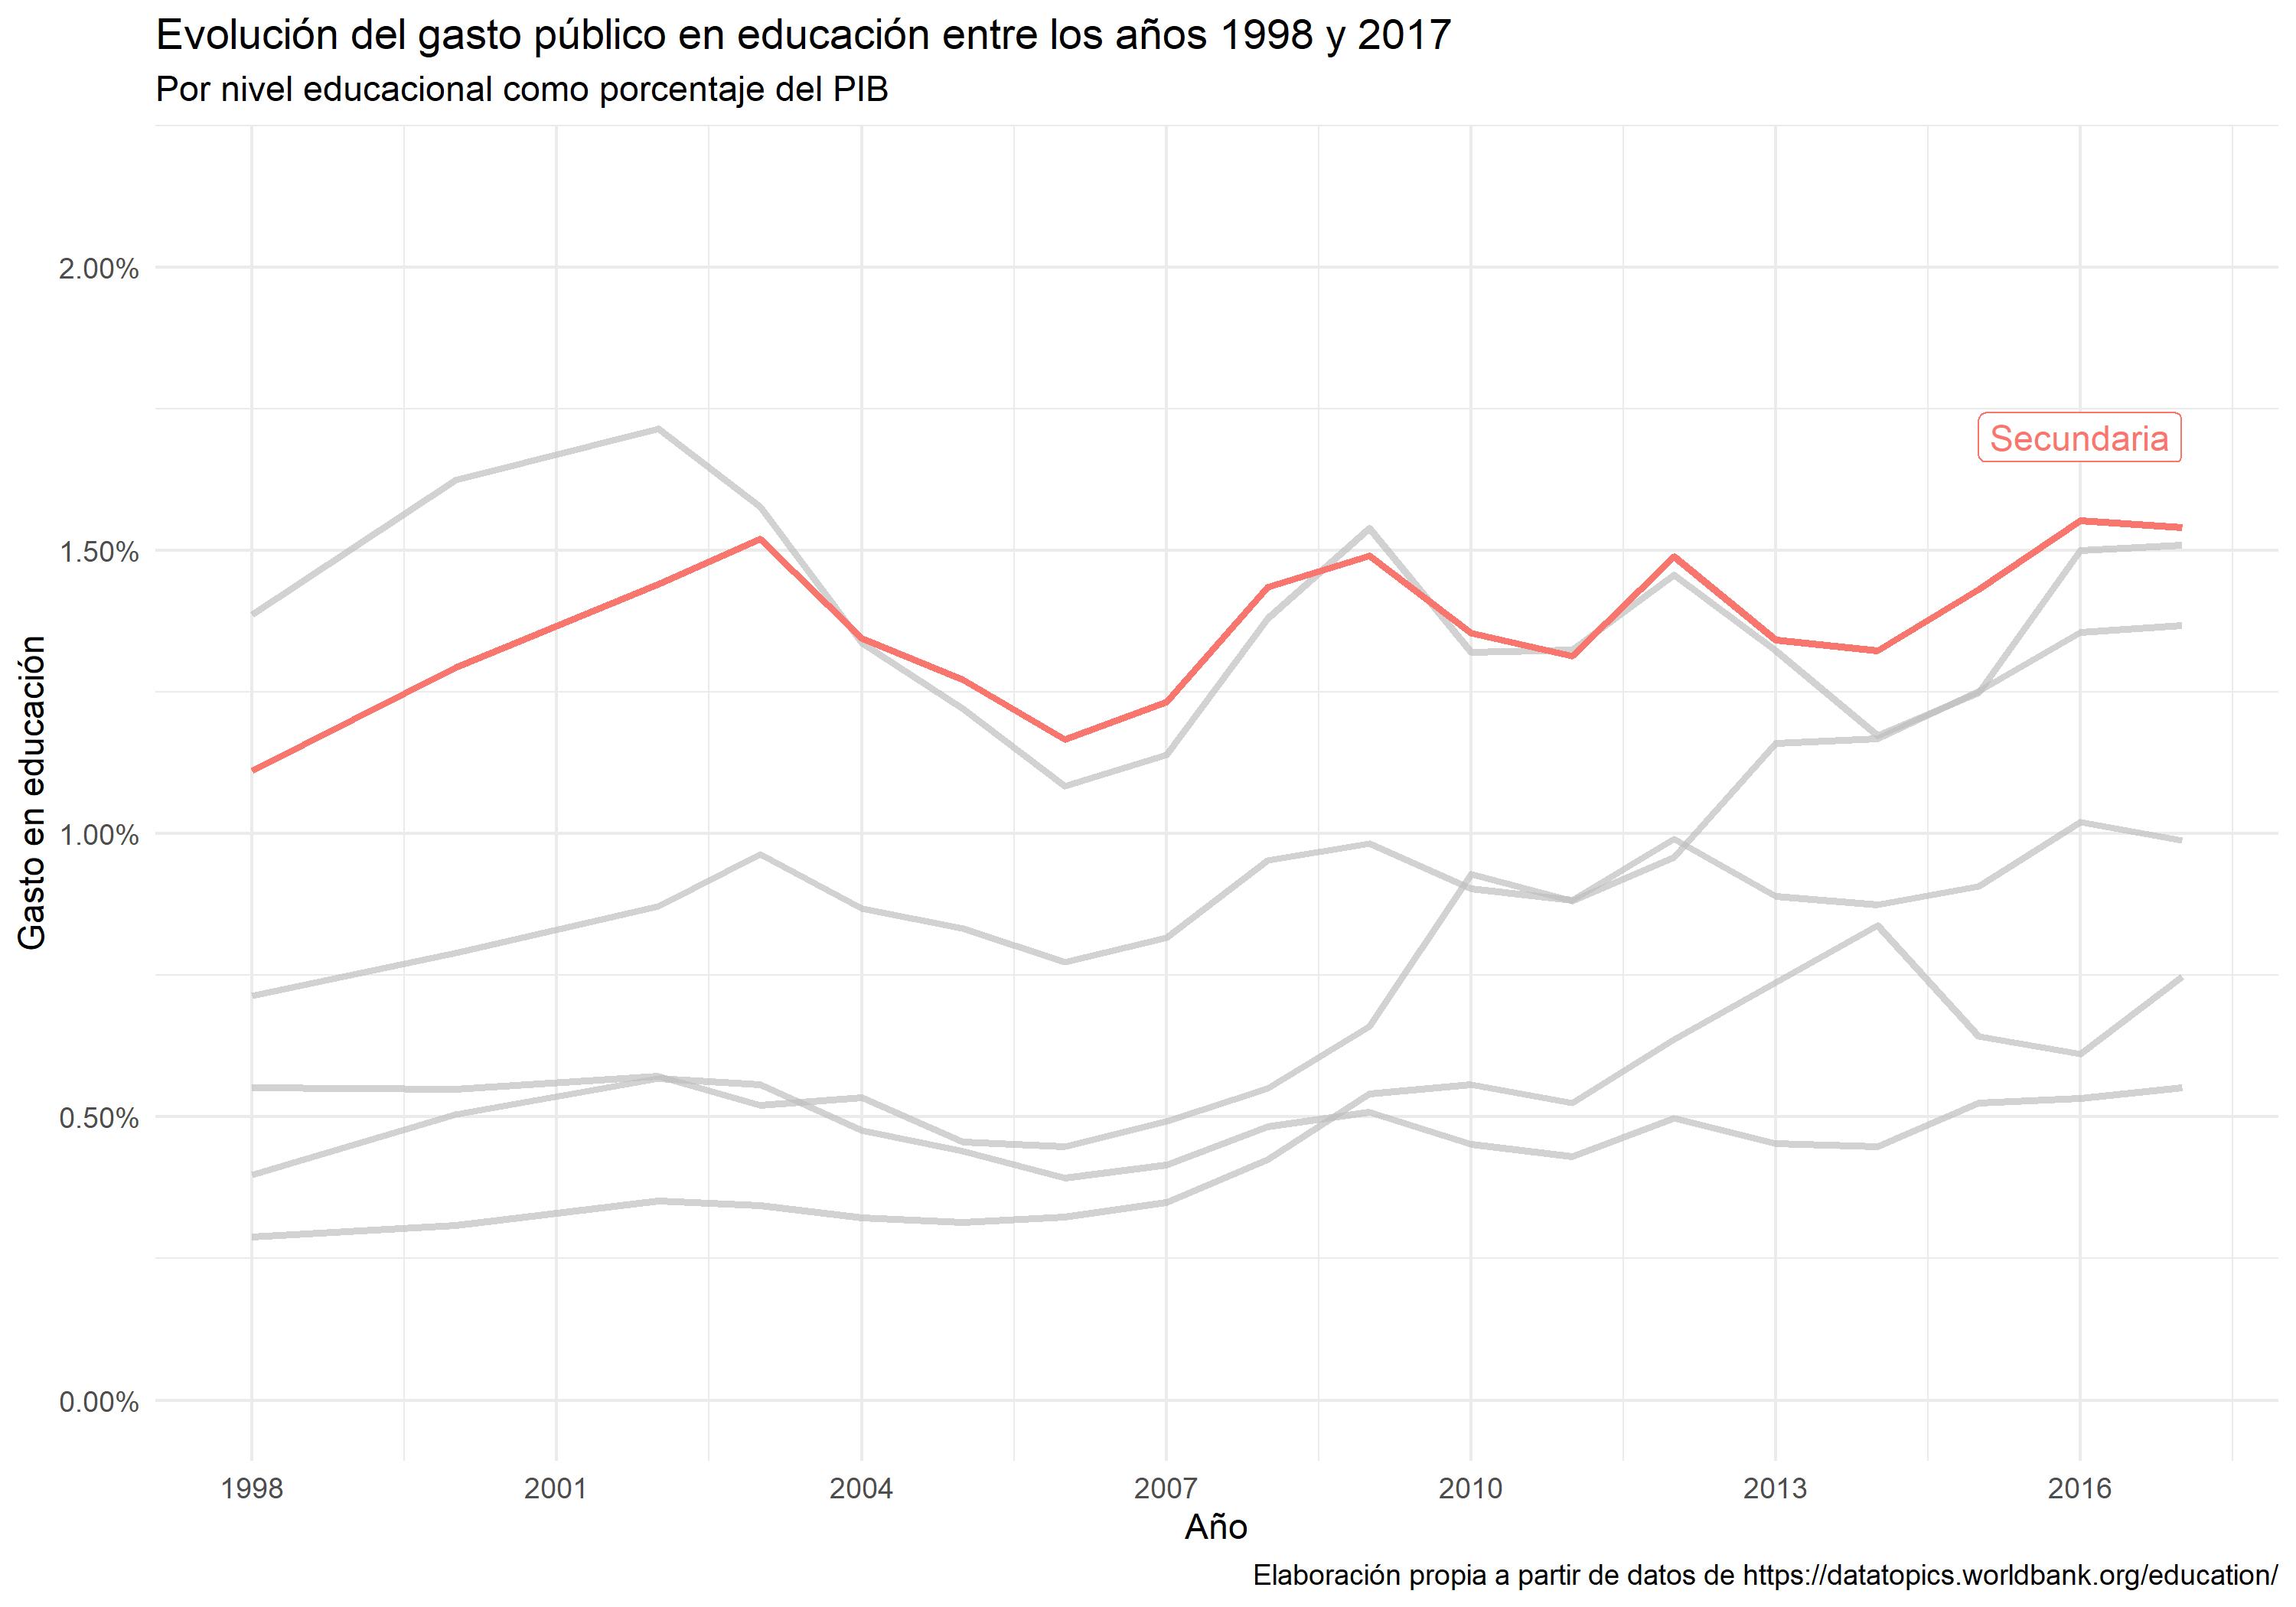 Evolución del gasto público en educación entre los años 1998 y 2017
Por nivel educacional como porcentaje del PIB
2.00%
1.50%
1.00%
0.50%
0.00%
Gasto en educación
Secundaria
1998 2001 2004 2007 2010 2013 2016
Año
Elaboración propia a partir de datos de https://datatopics.worldbank.org/education/